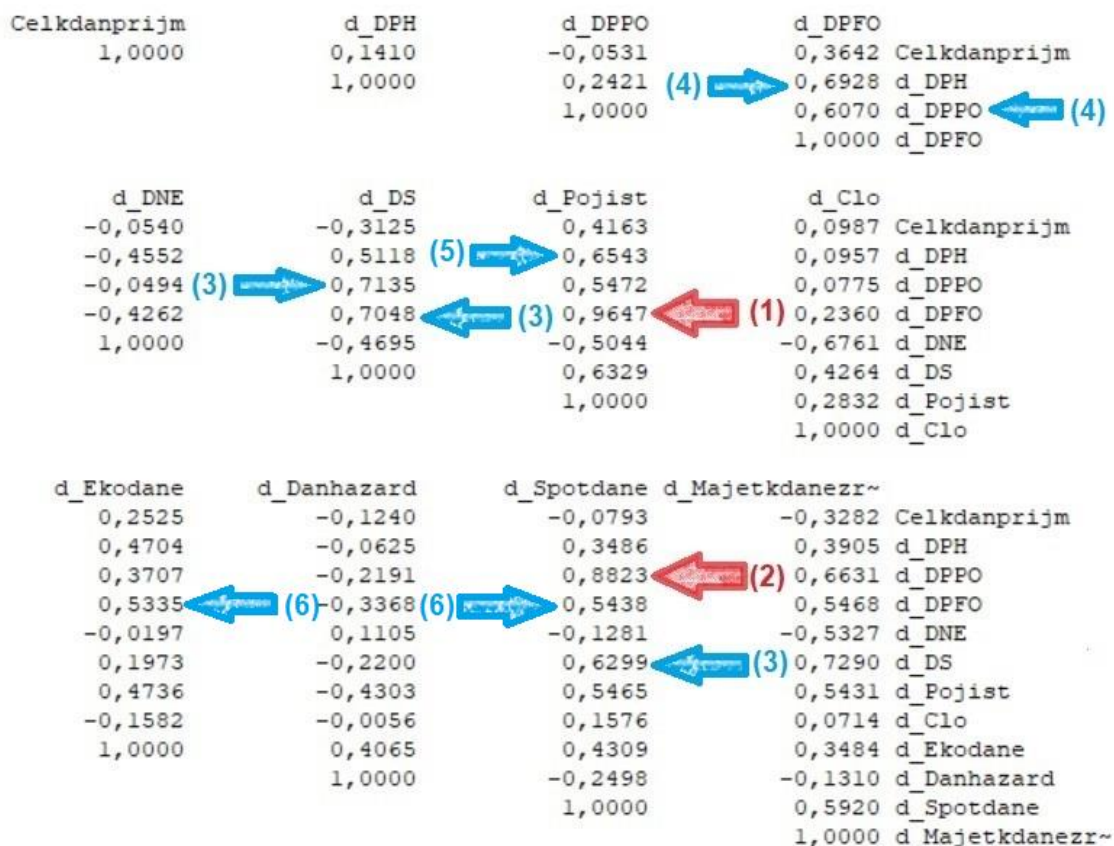 Celkdanprijm d_DPH d_DPPO d_DPFO
1,0000 0,1410 -0,0531 0,3642 Celkdanprijm
1,0000 0,2421 (4) 0,6928 d_DPH
1,0000 0,6070 d_DPPO (4)
1,0000 d_DPFO
d_DNE d_DS d_Pojist d_Clo
-0,0540 -0,3125 0,4163 0,0987 Celkdanprijm
-0,4552 0,5118 (5) 0,6543 0,0957 d_DPH
-0,0494 (3) 0,7135 0,5472 0,0775 d_DPPO
-0,4262 0,7048 (3) 0,9647 (1) 0,2360 d_DPFO
1,0000 -0,4695 -0,5044 -0,6761 d_DNE
1,0000 0,6329 0,4264 d_DS
1,0000 0,2832 d_Pojist
1,0000 d_Clo
d_Ekodane d_Danhazard d_Spotdane d_Majetkdanezr~
0,2525 -0,1240 -0,0793 -0,3282 Celkdanprijm
0,4704 -0,0625 0,3486 0,3905 d_DPH
0,3707 -0,2191 0,8823 (2) 0,6631 d_DPPO
0,5335 (6) -0,3368 (6) 0,5438 0,5468 d_DPFO
-0,0197 0,1105 -0,1281 -0,5327 d_DNE
0,1973 -0,2200 0,6299 (3) 0,7290 d_DS
0,4736 -0,4303 0,5465 0,5431 d_Pojist
-0,1582 -0,0056 0,1576 0,0714 d_Clo
1,0000 0,4065 0,4309 0,3484 d_Ekodane
1,0000 -0,2498 -0,1310 d_Danhazard
1,0000 0,5920 d_Spotdane
1,0000 d_Majetkdanezr~